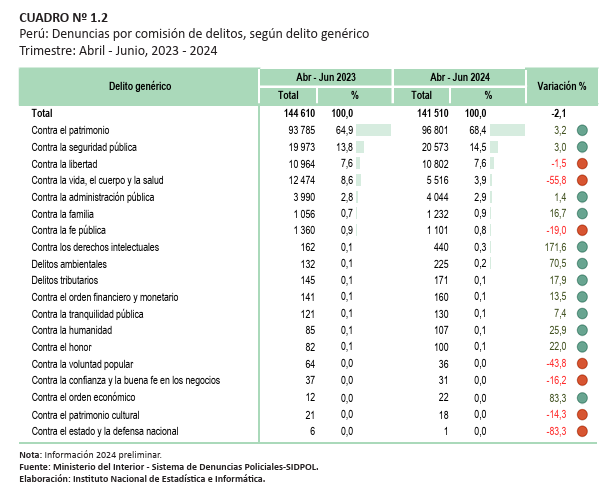 CUADRO Nº 1.2
Perú: Denuncias por comisión de delitos, según delito genérico
Trimestre: Abril - Junio, 2023 - 2024
Delito genérico Abr - Jun 2023 Abr - Jun 2024 Variación %
Total % Total %
Total 144 610 100,0 141 510 100,0 -2,1
Contra el patrimonio 93 785 64,9 96 801 68,4 3,2
Contra la seguridad pública 19 973 13,8 20 573 14,5 3,0
Contra la libertad 10 964 7,6 10 802 7,6 -1,5
Contra la vida, el cuerpo y la salud 12 474 8,6 5 516 3,9 -55,8
Contra la administración pública 3 990 2,8 4 044 2,9 1,4
Contra la familia 1 056 0,7 1 232 0,9 16,7
Contra la fe pública 1 360 0,9 1 101 0,8 -19,0
Contra los derechos intelectuales 162 0,1 440 0,3 171,6
Delitos ambientales 132 0,1 225 0,2 70,5
Delitos tributarios 145 0,1 171 0,1 17,9
Contra el orden financiero y monetario 141 0,1 160 0,1 13,5
Contra la tranquilidad pública 121 0,1 130 0,1 7,4
Contra la humanidad 85 0,1 107 0,1 25,9
Contra el honor 82 0,1 100 0,1 22,0
Contra la voluntad popular 64 0,0 36 0,0 -43,8
Contra la confianza y la buena fe en los negocios 37 0,0 31 0,0 -16,2
Contra el orden económico 12 0,0 22 0,0 83,3
Contra el patrimonio cultural 21 0,0 18 0,0 -14,3
Contra el estado y la defensa nacional 6 0,0 1 0,0 -83,3
Nota: Información 2024 preliminar.
Fuente: Ministerio del Interior - Sistema de Denuncias Policiales-SIDPOL.
Elaboración: Instituto Nacional de Estadística e Informática.